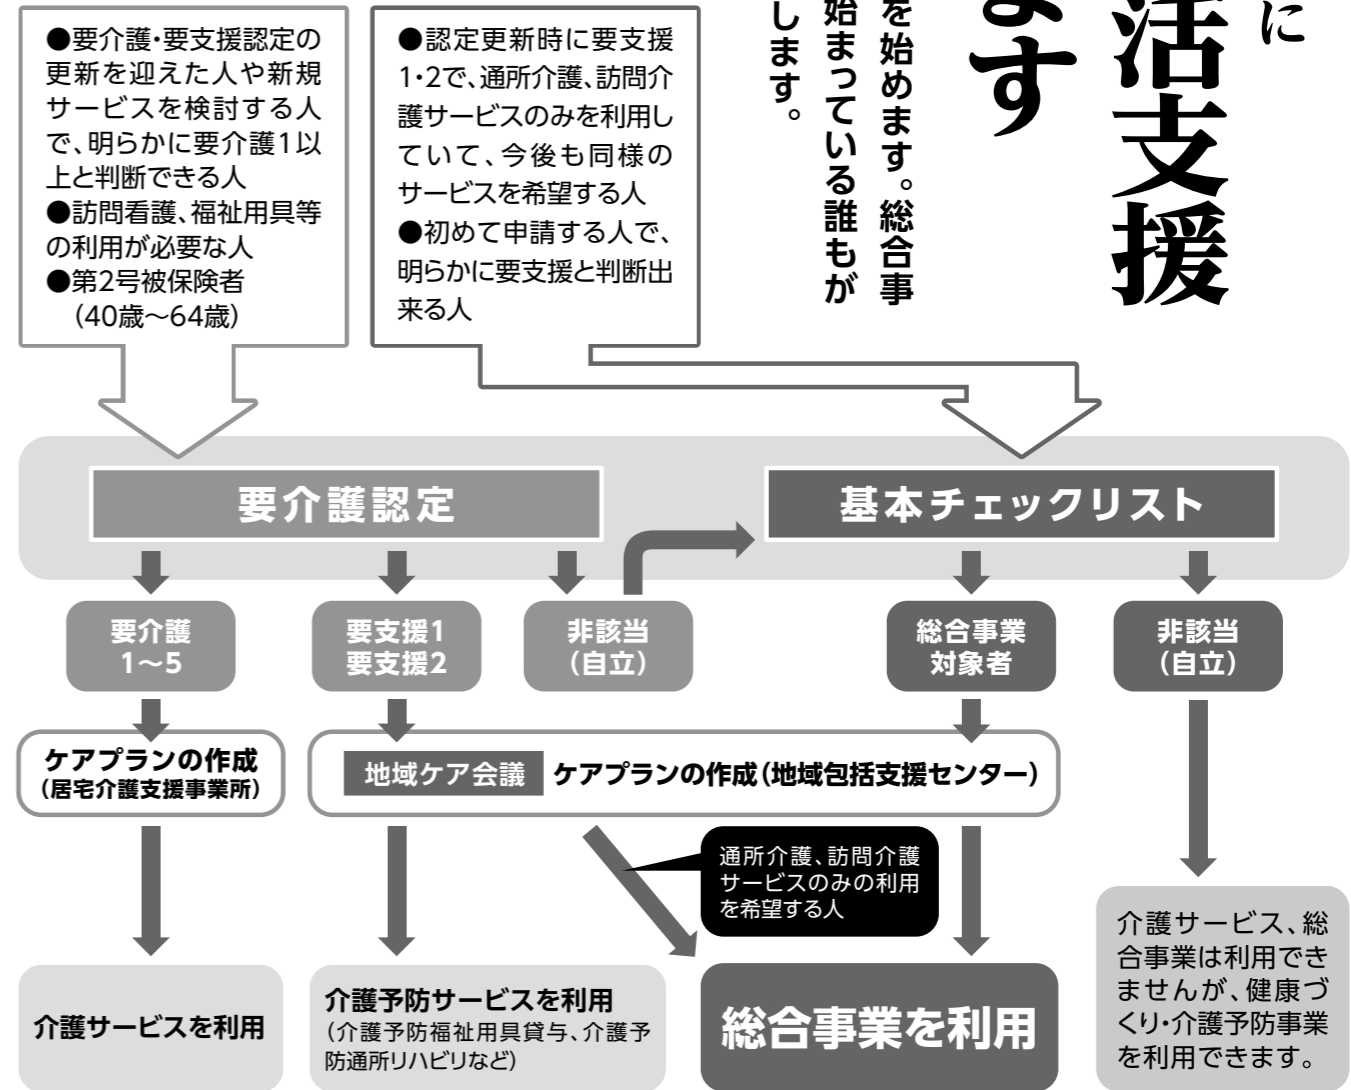 に
活支援
ます
を始めます。総合事
始まっている誰もが
します。
●要介護・要支援認定の
更新を迎えた人や新規
サービスを検討する人
で、明らかに要介護1以
上と判断できる人
●訪問看護、福祉用具等
の利用が必要な人
●第2号被保険者
（40歳〜64歳）
●認定更新時に要支援
1・2で、通所介護、訪問介
護サービスのみを利用し
ていて、今後も同様の
サービスを希望する人
●初めて申請する人で、
明らかに要支援と判断出
来る人
要介護認定
基本チェックリスト
要介護
1〜5
要支援1
要支援2
非該当
（自立）
総合事業
対象者
非該当
（自立）
ケアプランの作成
（居宅介護支援事業所）
地域ケア会議 ケアプランの作成（地域包括支援センター）
通所介護、訪問介護
サービスのみの利用
を希望する人
介護サービスを利用
介護予防サービスを利用
（介護予防福祉用具貸与、介護予
防通所リハビリなど）
総合事業を利用
介護サービス、総
合事業は利用でき
ませんが、健康づ
くり・介護予防事業
を利用できます。